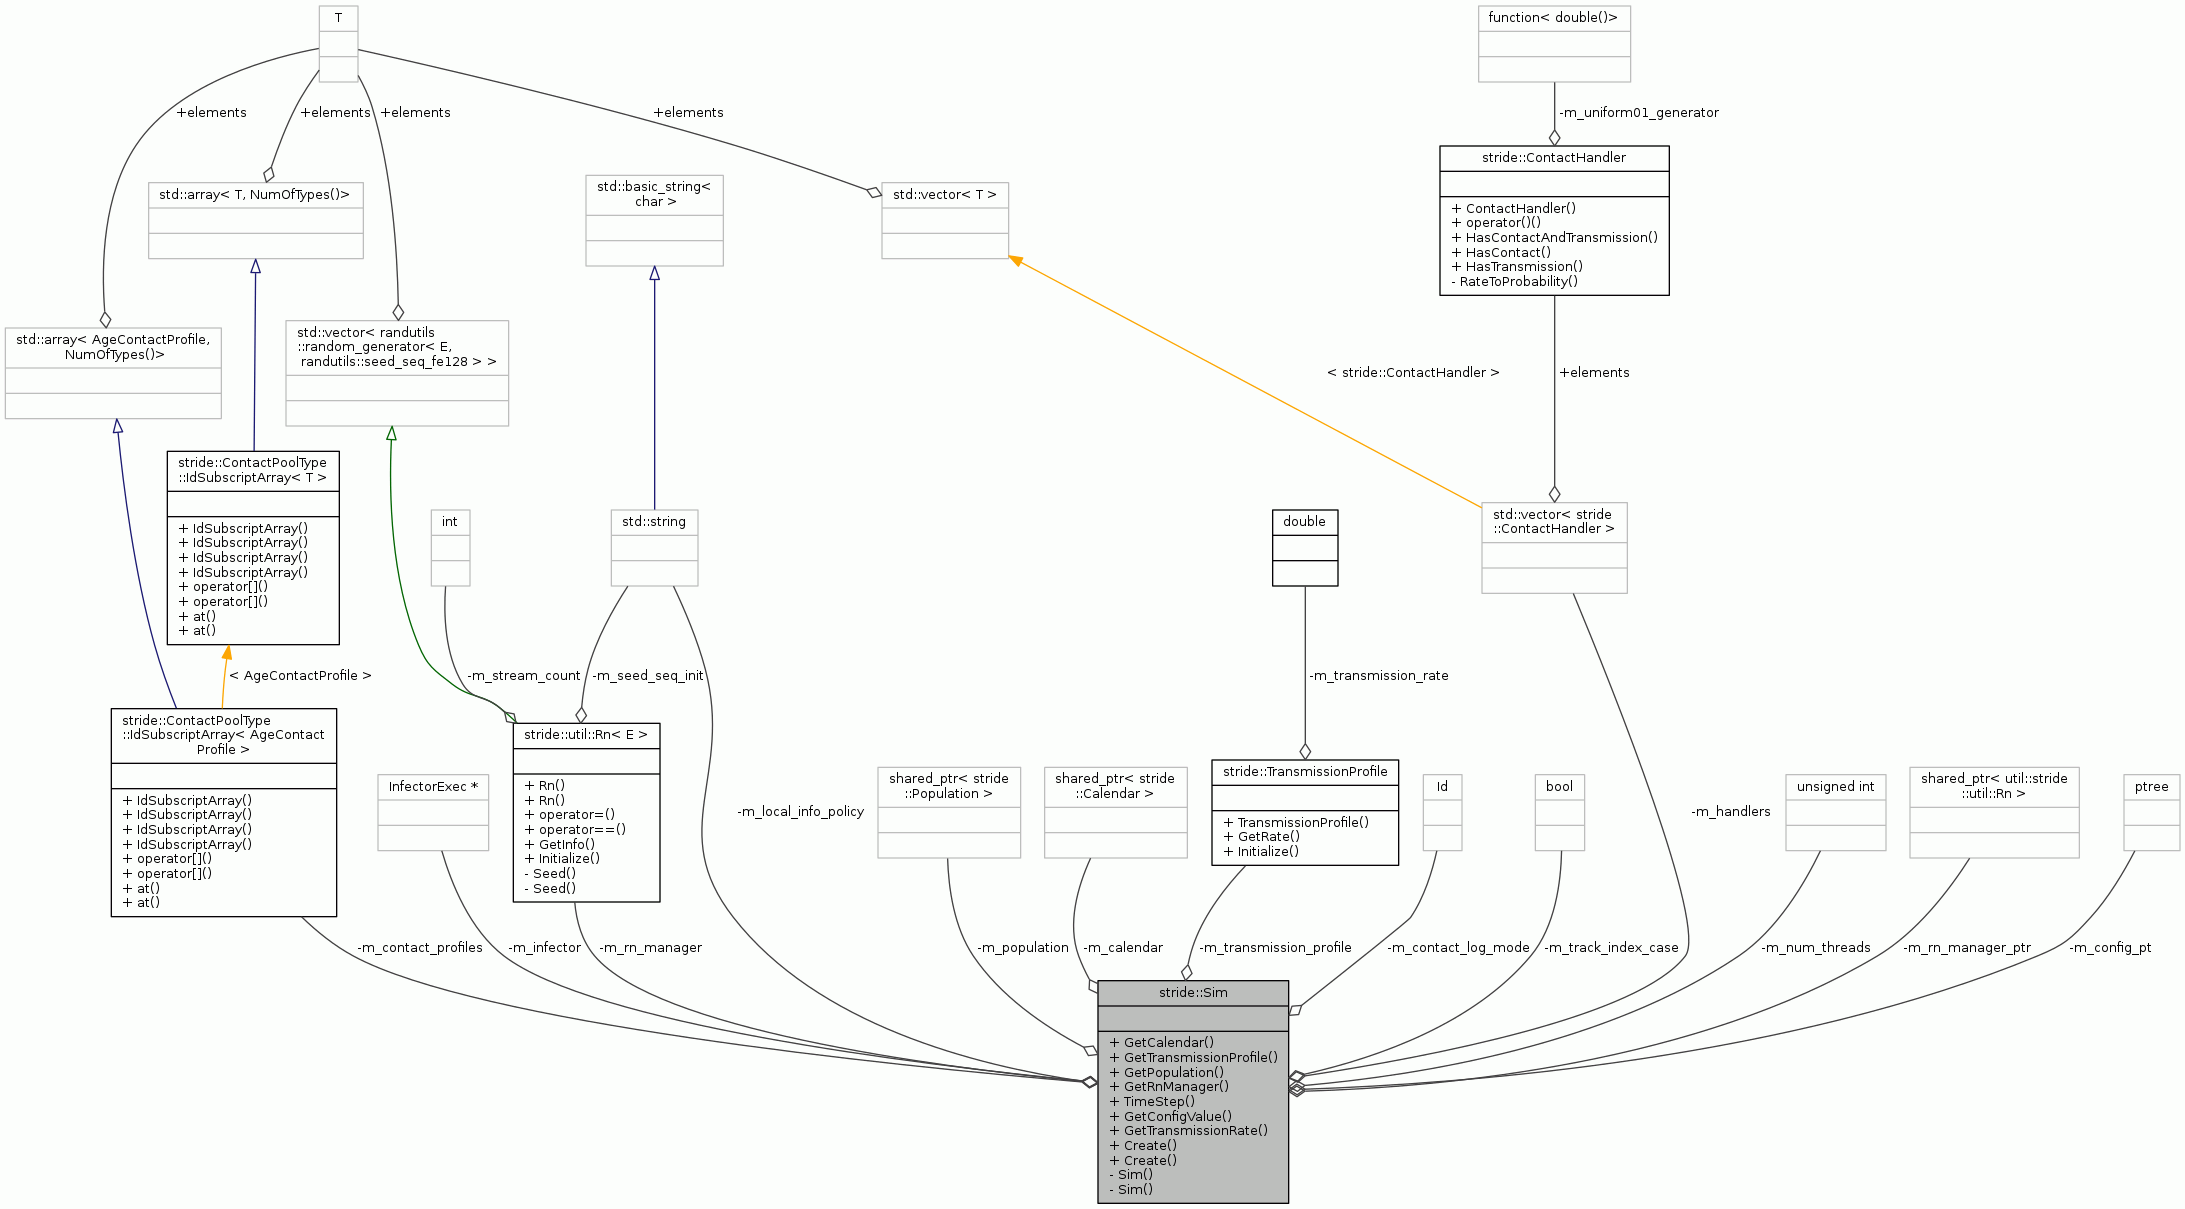 T
function< double()>
+elements
+elements
+elements
+elements
-m_uniform01_generator
stride::ContactHandler
+ ContactHandler()
+ operator()()
+ HasContactAndTransmission()
+ HasContact()
+ HasTransmission()
- RateToProbability()
std::array< T, NumOfTypes()>
std::basic_string<
char >
std::vector< T >
std::array< AgeContactProfile,
NumOfTypes()>
std::vector< randutils
::random_generator< E,
randutils::seed_seq_fe128 > >
< stride::ContactHandler >
+elements
stride::ContactPoolType
::IdSubscriptArray< T >
+ IdSubscriptArray()
+ IdSubscriptArray()
+ IdSubscriptArray()
+ IdSubscriptArray()
+ operator[]()
+ operator[]()
+ at()
+ at()
int
std::string
double
std::vector< stride
::ContactHandler >
< AgeContactProfile >
-m_stream_count
-m_seed_seq_init
-m_transmission_rate
stride::ContactPoolType
::IdSubscriptArray< AgeContact
Profile >
+ IdSubscriptArray()
+ IdSubscriptArray()
+ IdSubscriptArray()
+ IdSubscriptArray()
+ operator[]()
+ operator[]()
+ at()
+ at()
InfectorExec *
stride::util::Rn< E >
+ Rn()
+ Rn()
+ operator=()
+ operator==()
+ GetInfo()
+ Initialize()
- Seed()
- Seed()
-m_local_info_policy
shared_ptr< stride
::Population >
shared_ptr< stride
::Calendar >
stride::TransmissionProfile
+ TransmissionProfile()
+ GetRate()
+ Initialize()
Id
bool
-m_handlers
unsigned int
shared_ptr< util::stride
::util::Rn >
ptree
-m_contact_profiles
-m_infector
-m_rn_manager
-m_population
-m_calendar
-m_transmission_profile
-m_contact_log_mode
-m_track_index_case
-m_num_threads
-m_rn_manager_ptr
-m_config_pt
stride::Sim
+ GetCalendar()
+ GetTransmissionProfile()
+ GetPopulation()
+ GetRnManager()
+ TimeStep()
+ GetConfigValue()
+ GetTransmissionRate()
+ Create()
+ Create()
- Sim()
- Sim()